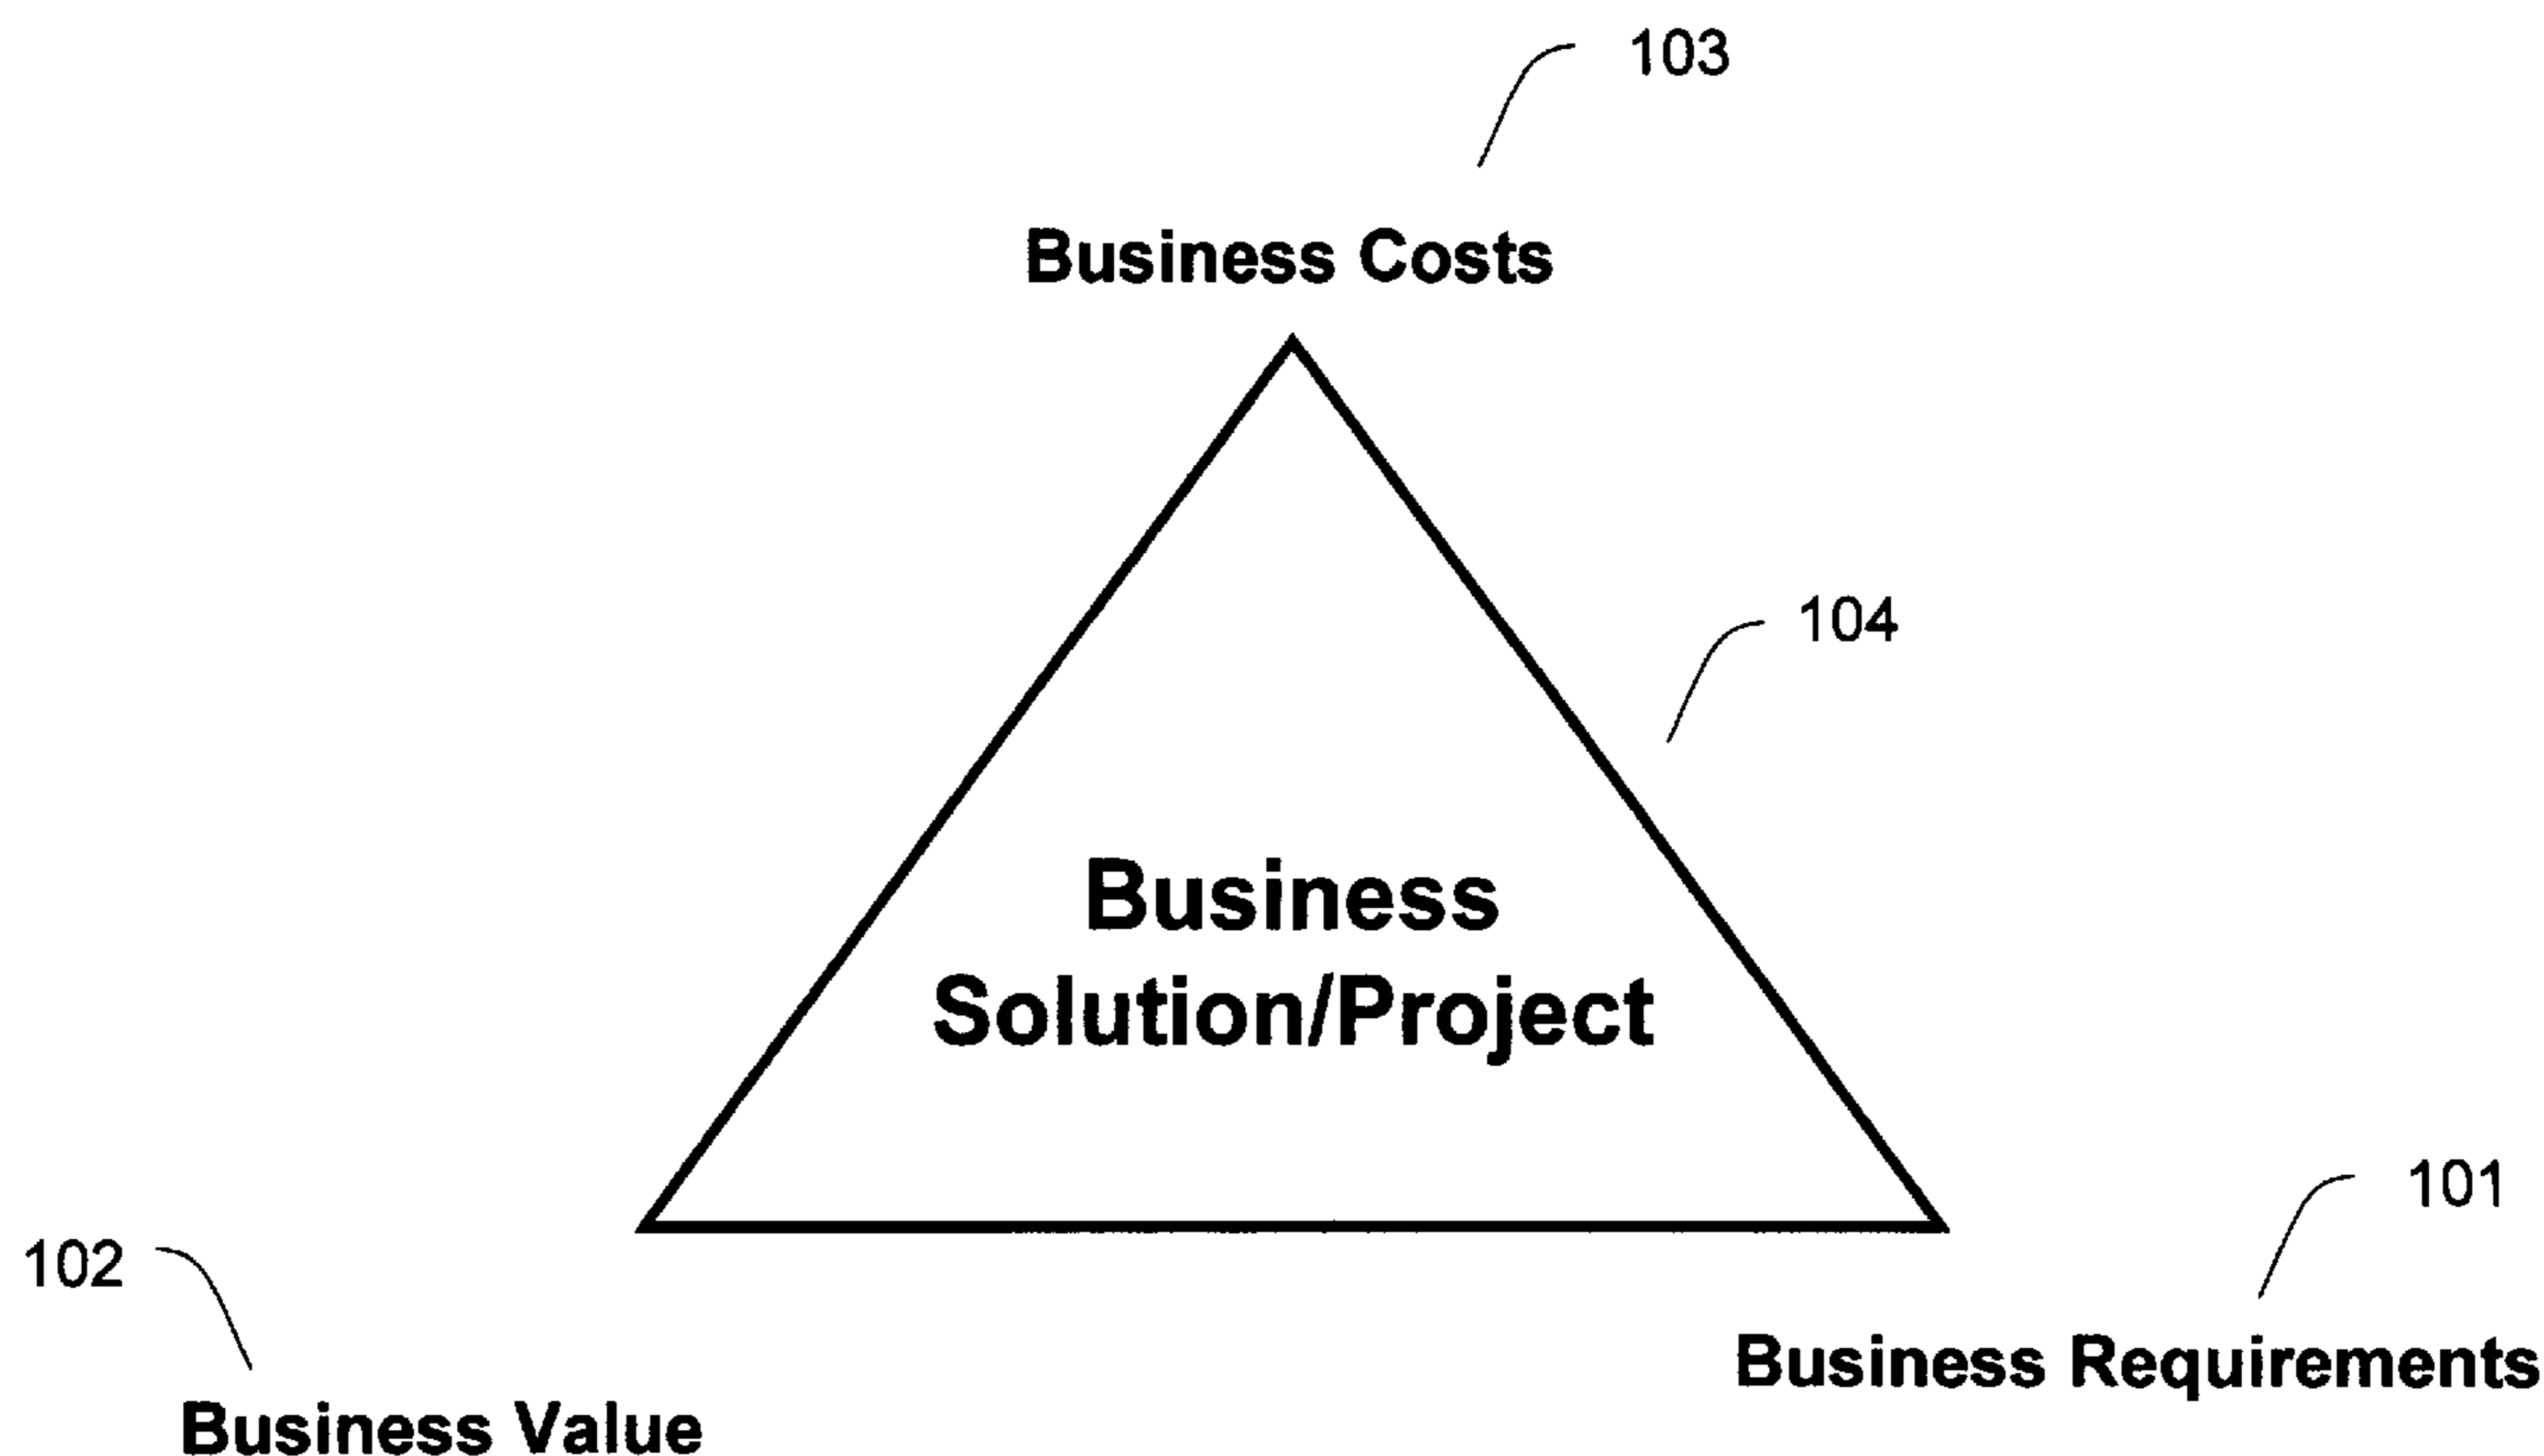 103
Business Costs
104
Business
Solution/Project
101
102
Business Requirements
Business Value